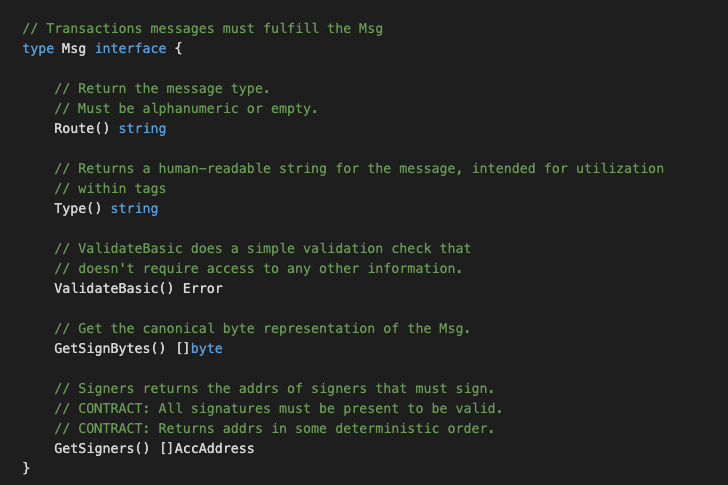 // Transactions messages must fulfill the Msg
type Msg interface {
// Return the message type.
// Must be alphanumeric or empty.
Route() string
// Returns a human-readable string for the message, intended for utilization
// within tags
Type() string
// ValidateBasic does a simple validation check that
// doesn't require access to any other information.
ValidateBasic() Error
// Get the canonical byte representation of the Msg.
GetSignBytes() []byte
// Signers returns the addrs of signers that must sign.
// CONTRACT: All signatures must be present to be valid.
// CONTRACT: Returns addrs in some deterministic order.
GetSigners() []AccAddress
}